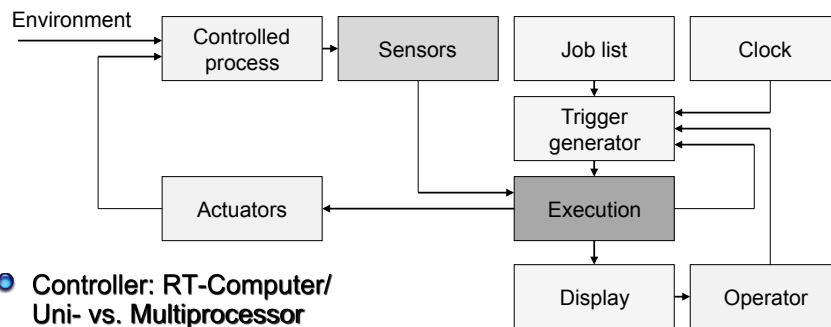 Environment
Controlled
process
Sensors
Job list
Clock
Trigger
generator
Actuators
Execution
Controller: RT-Computer/
Uni- vs. Multiprocessor
Display
Operator